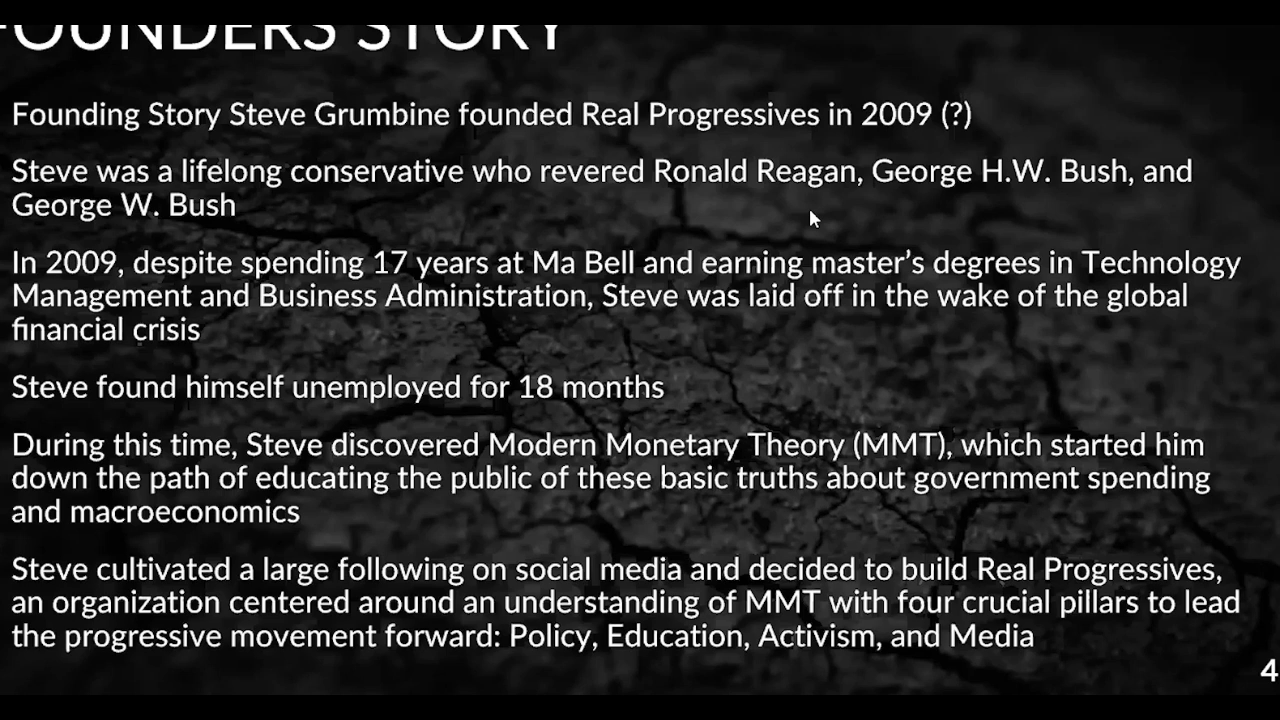 FOUNDERS STORY
Founding Story Steve Grumbine founded Real Progressives in 2009 (?)
Steve was a lifelong conservative who revered Ronald Reagan, George H.W. Bush, and
George W. Bush
In 2009, despite spending 17 years at Ma Bell and earning master’s degrees in Technology
Management and Business Administration, Steve was laid off in the wake of the global
financial crisis
Steve found himself unemployed for 18 months
During this time, Steve discovered Modern Monetary Theory (MMT), which started him
down the path of educating the public of these basic truths about government spending
and macroeconomics
Steve cultivated a large following on social media and decided to build Real Progressives,
an organization centered around an understanding of MMT with four crucial pillars to lead
the progressive movement forward: Policy, Education, Activism, and Media
4